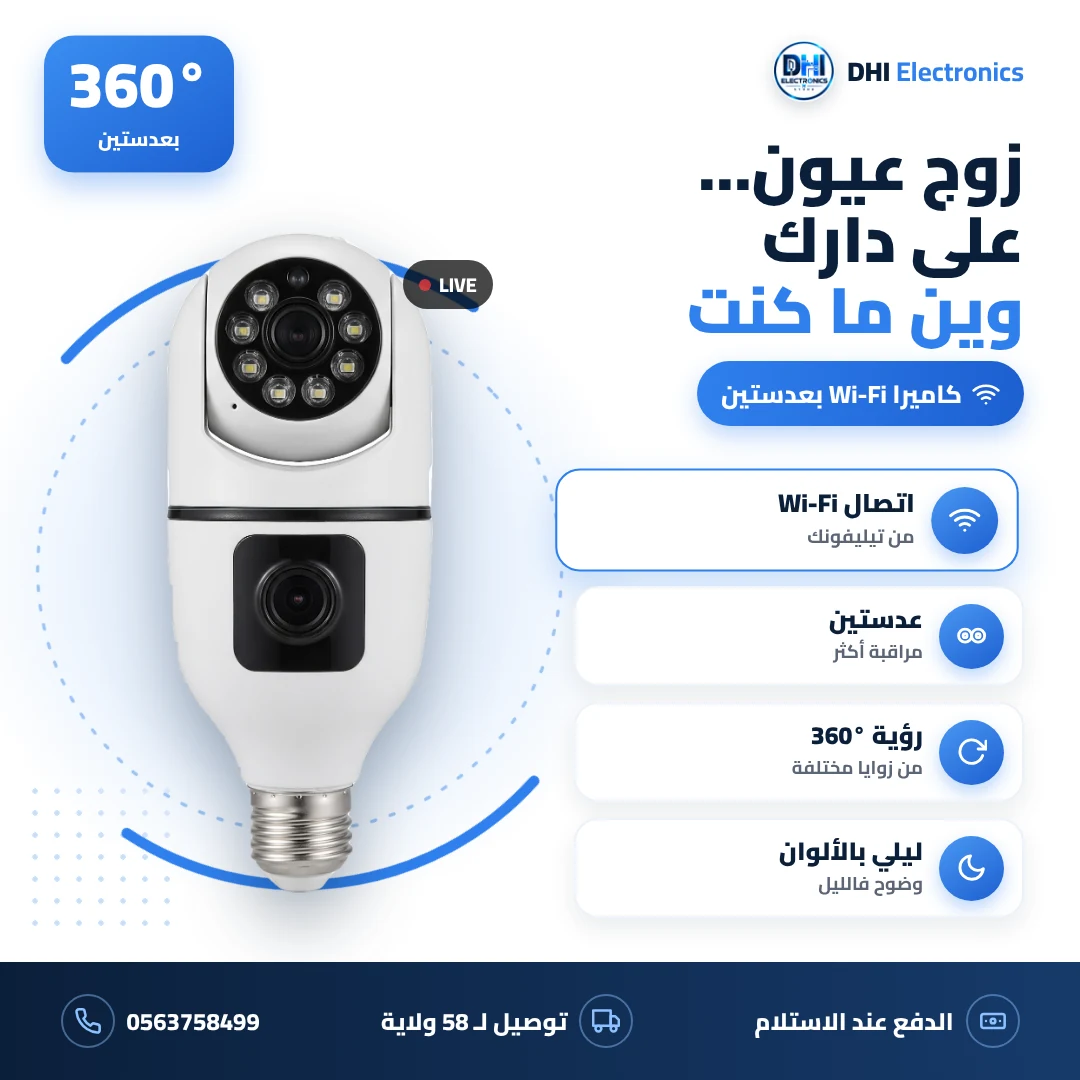 DHI Electronics
DHI
ELECTRONICS
360°
بعدستين
زوج عيون...
على دارك
وين ما كنت
كاميرا Wi-Fi بعدستين
LIVE
اتصال Wi-Fi
من تيليفونك
عدستين
مراقبة أكثر
رؤية 360°
من زوايا مختلفة
ليلي بالألوان
وضوح فالليل
الدفع عند الاستلام
توصيل لـ 58 ولاية
0563758499